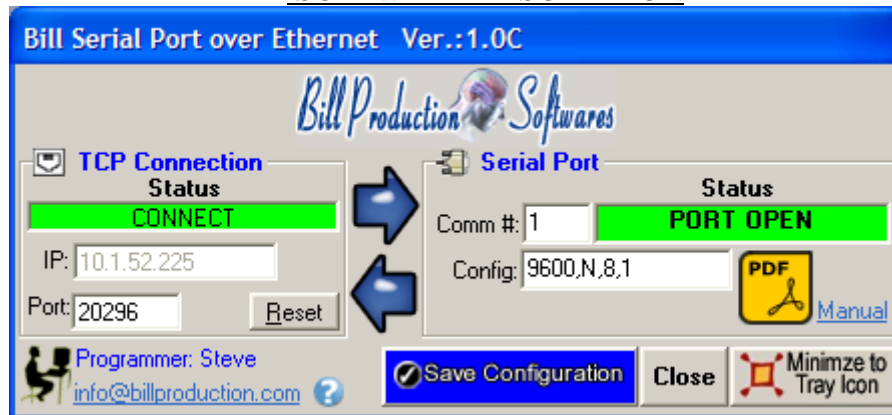 Bill Serial Port over Ethernet Ver.:1.0C
Bill Production Softwares
TCP Connection
Status
CONNECT
IP: 10.1.52.225
Port: 20296
Reset
Serial Port
Status
Comm #: 1
PORT OPEN
Config: 9600,N,8,1
PDF
Manual
Programmer: Steve
info@billproduction.com
?
Save Configuration
Close
Minimze to
Tray Icon